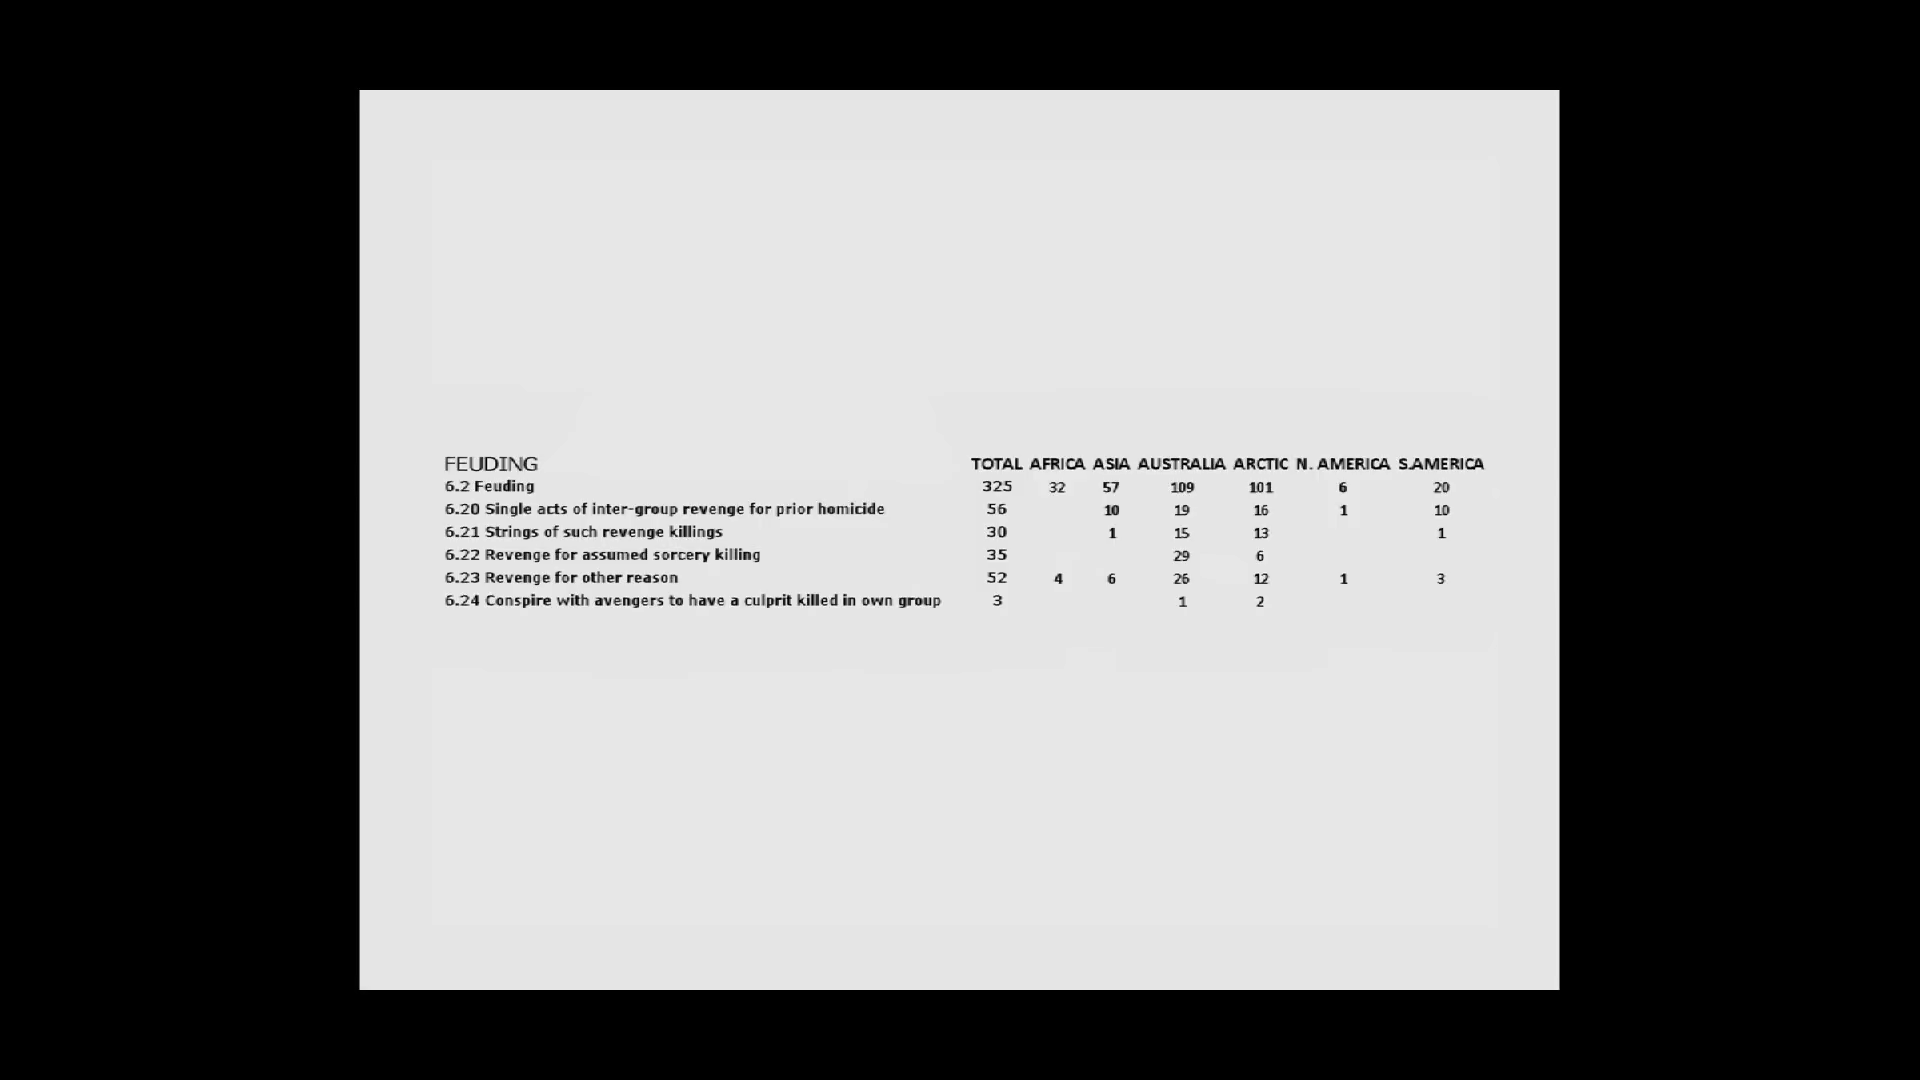 FEUDING TOTAL AFRICA ASIA AUSTRALIA ARCTIC N. AMERICA S.AMERICA
6.2 Feuding 325 32 57 109 101 6 20
6.20 Single acts of inter-group revenge for prior homicide 56 10 19 16 1 10
6.21 Strings of such revenge killings 30 1 15 13 1
6.22 Revenge for assumed sorcery killing 35 29 6
6.23 Revenge for other reason 52 4 6 26 12 1 3
6.24 Conspire with avengers to have a culprit killed in own group 3 1 2